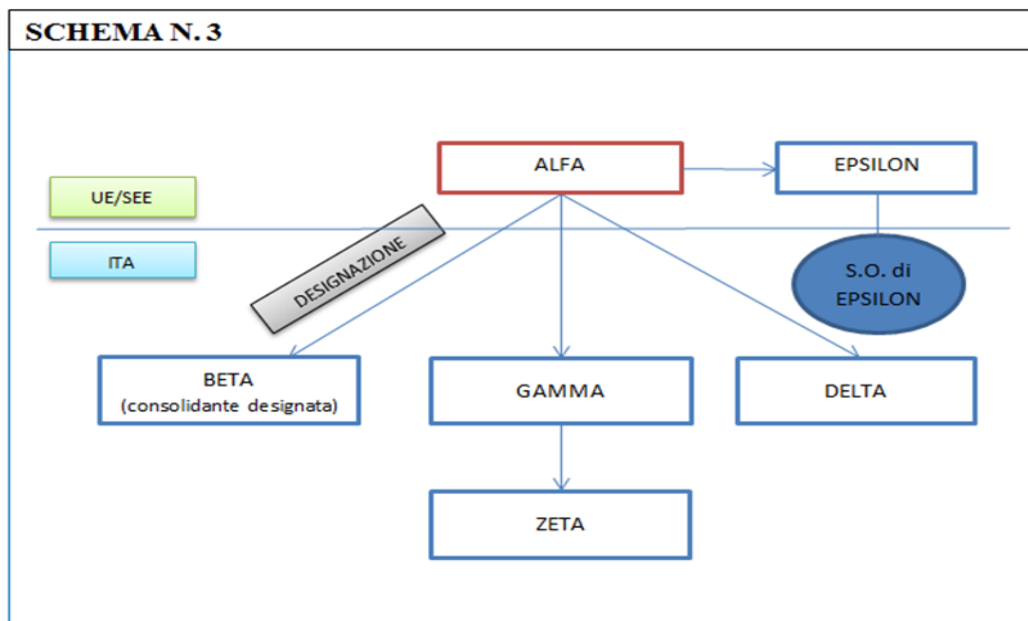 SCHEMA N. 3
ALFA
EPSILON
UE/SEE
DESIGNAZIONE
ITA
S.O. di
EPSILON
BETA
(consolidante designata)
GAMMA
DELTA
ZETA